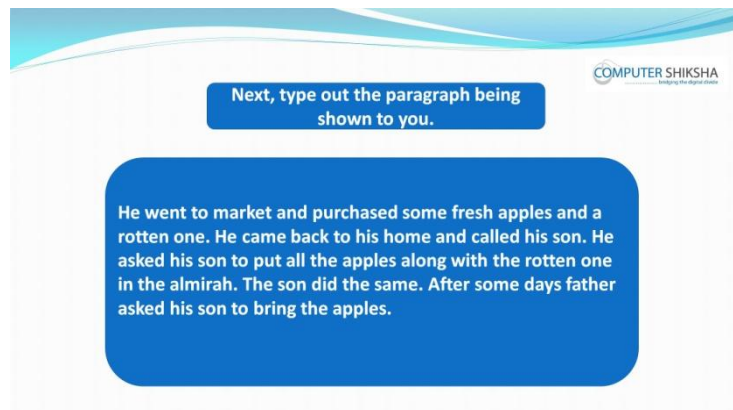 COMPUTER SHIKSHA
bridging the digital divide
Next, type out the paragraph being
shown to you.
He went to market and purchased some fresh apples and a
rotten one. He came back to his home and called his son. He
asked his son to put all the apples along with the rotten one
in the almirah. The son did the same. After some days father
asked his son to bring the apples.